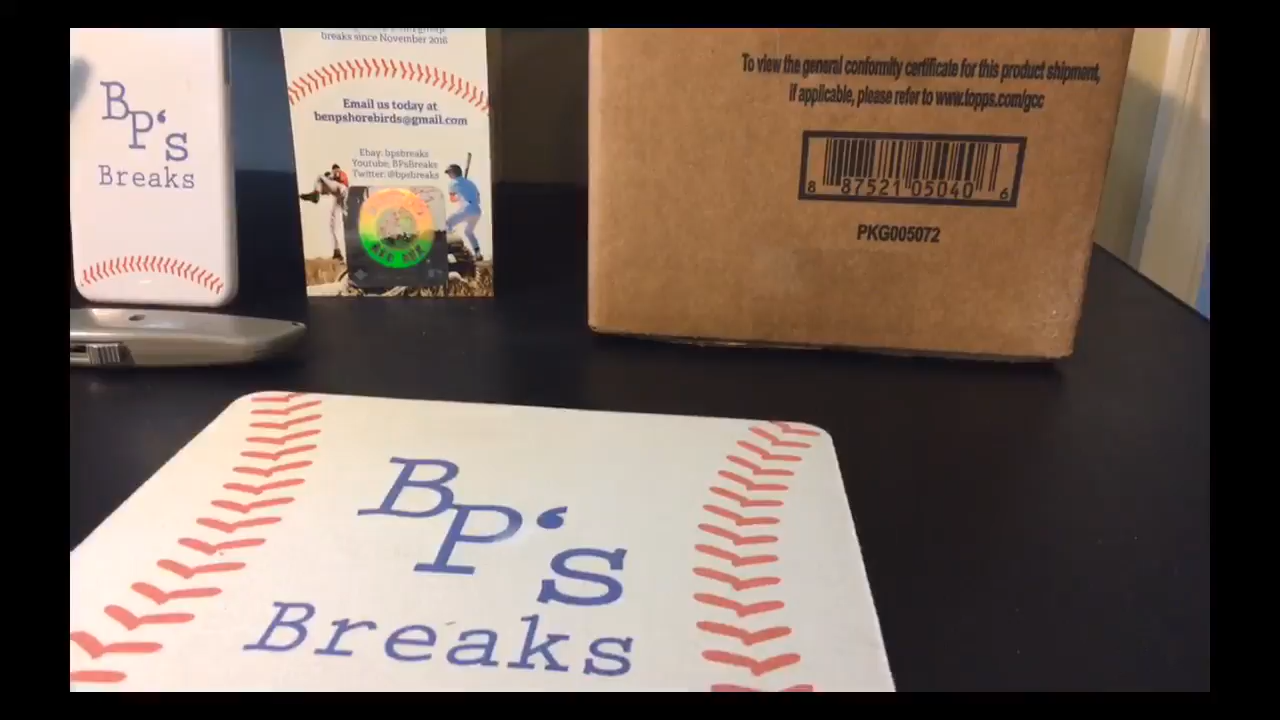 BP's
Breaks
breaks since November 2016
Email us today at
benpshorebirds@gmail.com
Ebay: bpsbreaks
Youtube: BPsBreaks
Twitter: @bpsbreaks
RED SOX
To view the general conformity certificate for this product shipment,
if applicable, please refer to www.topps.com/gcc
8 87521 05040 6
PKG005072
BP's
Breaks